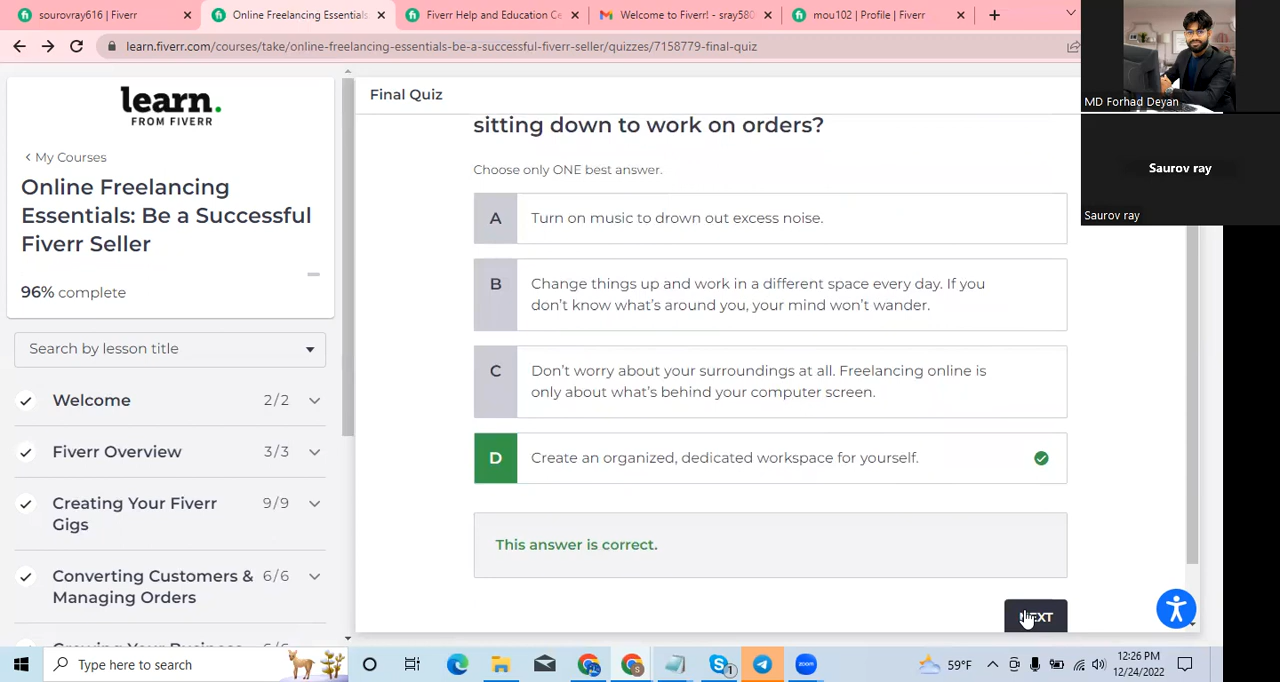 sourovray616 | Fiverr
Online Freelancing Essentials
Fiverr Help and Education Ce
Welcome to Fiverr! - sray580
mou102 | Profile | Fiverr
learn.fiverr.com/courses/take/online-freelancing-essentials-be-a-successful-fiverr-seller/quizzes/7158779-final-quiz
MD Forhad Deyan
Saurov ray
Saurov ray
learn.
FROM FIVERR
< My Courses
Online Freelancing
Essentials: Be a Successful
Fiverr Seller
96% complete
Search by lesson title
Welcome 2/2
Fiverr Overview 3/3
Creating Your Fiverr 9/9
Gigs
Converting Customers & 6/6
Managing Orders
Final Quiz
sitting down to work on orders?
Choose only ONE best answer.
A Turn on music to drown out excess noise.
B Change things up and work in a different space every day. If you
don't know what's around you, your mind won't wander.
C Don't worry about your surroundings at all. Freelancing online is
only about what's behind your computer screen.
D Create an organized, dedicated workspace for yourself.
This answer is correct.
NEXT
Type here to search
S
1
zoom
59°F
12:26 PM
12/24/2022